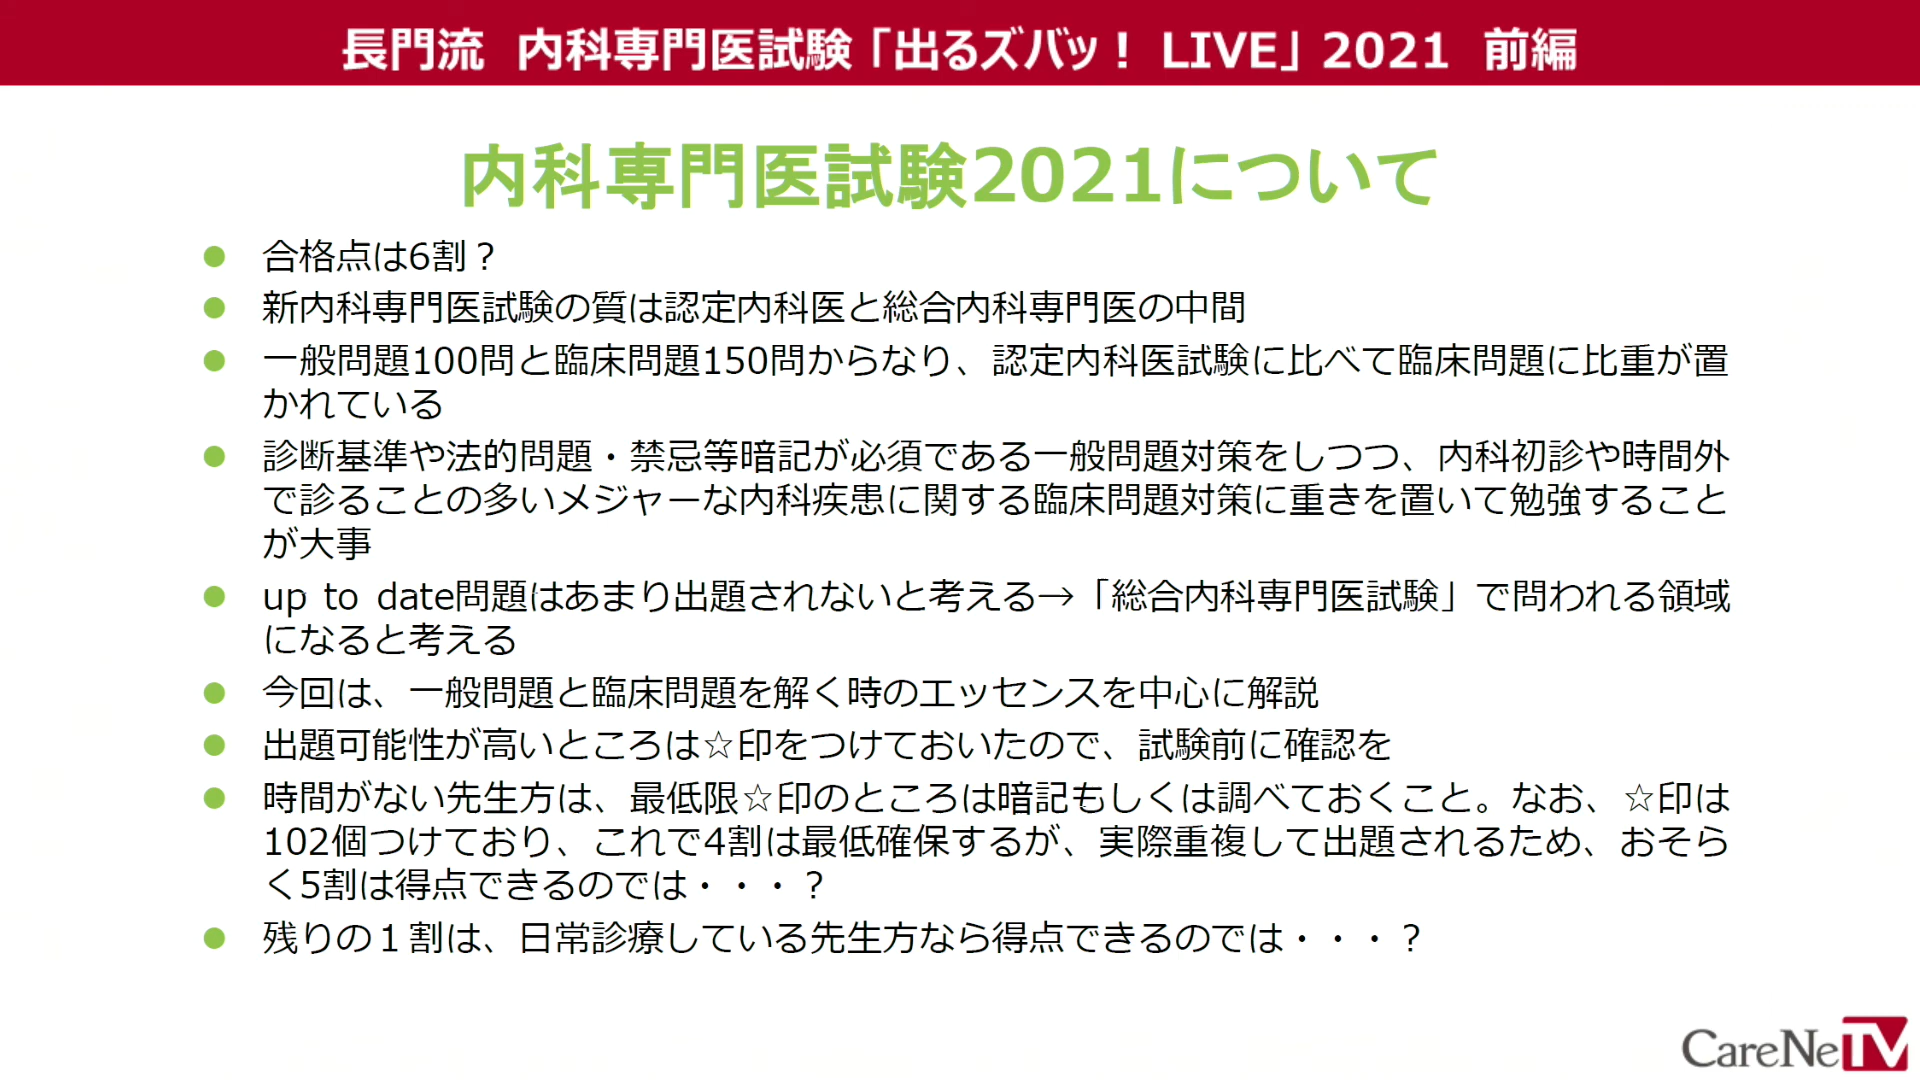 長門流 内科専門医試験「出るズバッ！ LIVE」2021 前編
内科専門医試験2021について
● 合格点は6割？
● 新内科専門医試験の質は認定内科医と総合内科専門医の中間
● 一般問題100問と臨床問題150問からなり、認定内科医試験に比べて臨床問題に比重が置
かれている
● 診断基準や法的問題・禁忌等暗記が必須である一般問題対策をしつつ、内科初診や時間外
で診ることの多いメジャーな内科疾患に関する臨床問題対策に重きを置いて勉強すること
が大事
● up to date問題はあまり出題されないと考える→「総合内科専門医試験」で問われる領域
になると考える
● 今回は、一般問題と臨床問題を解く時のエッセンスを中心に解説
● 出題可能性が高いところは☆印をつけておいたので、試験前に確認を
● 時間がない先生方は、最低限☆印のところは暗記もしくは調べておくこと。なお、☆印は
102個つけており、これで4割は最低確保するが、実際重複して出題されるため、おそら
く5割は得点できるのでは・・・？
● 残りの１割は、日常診療している先生方なら得点できるのでは・・・？
CareNeTV